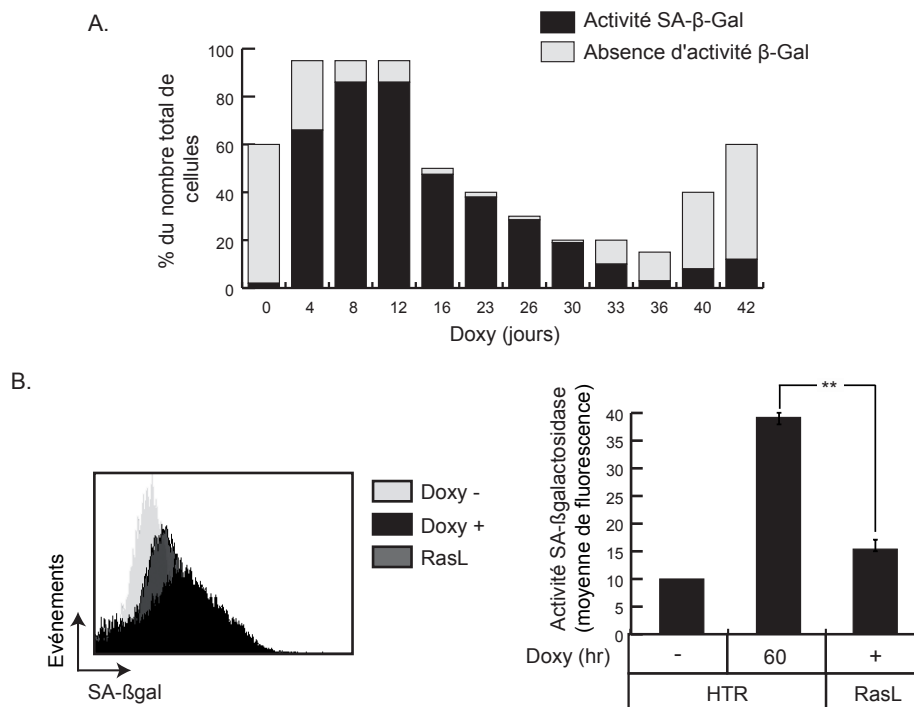 A.
Activité SA-β-Gal
Absence d'activité β-Gal
% du nombre total de
cellules
100
80
60
40
20
0
0 4 8 12 16 23 26 30 33 36 40 42
Doxy (jours)
B.
Evénements
SA-ßgal
Doxy -
Doxy +
RasL
Activité SA-ßgalactosidase
(moyenne de fluorescence)
**
40
35
30
25
20
15
10
5
0
Doxy (hr) - 60 +
HTR RasL